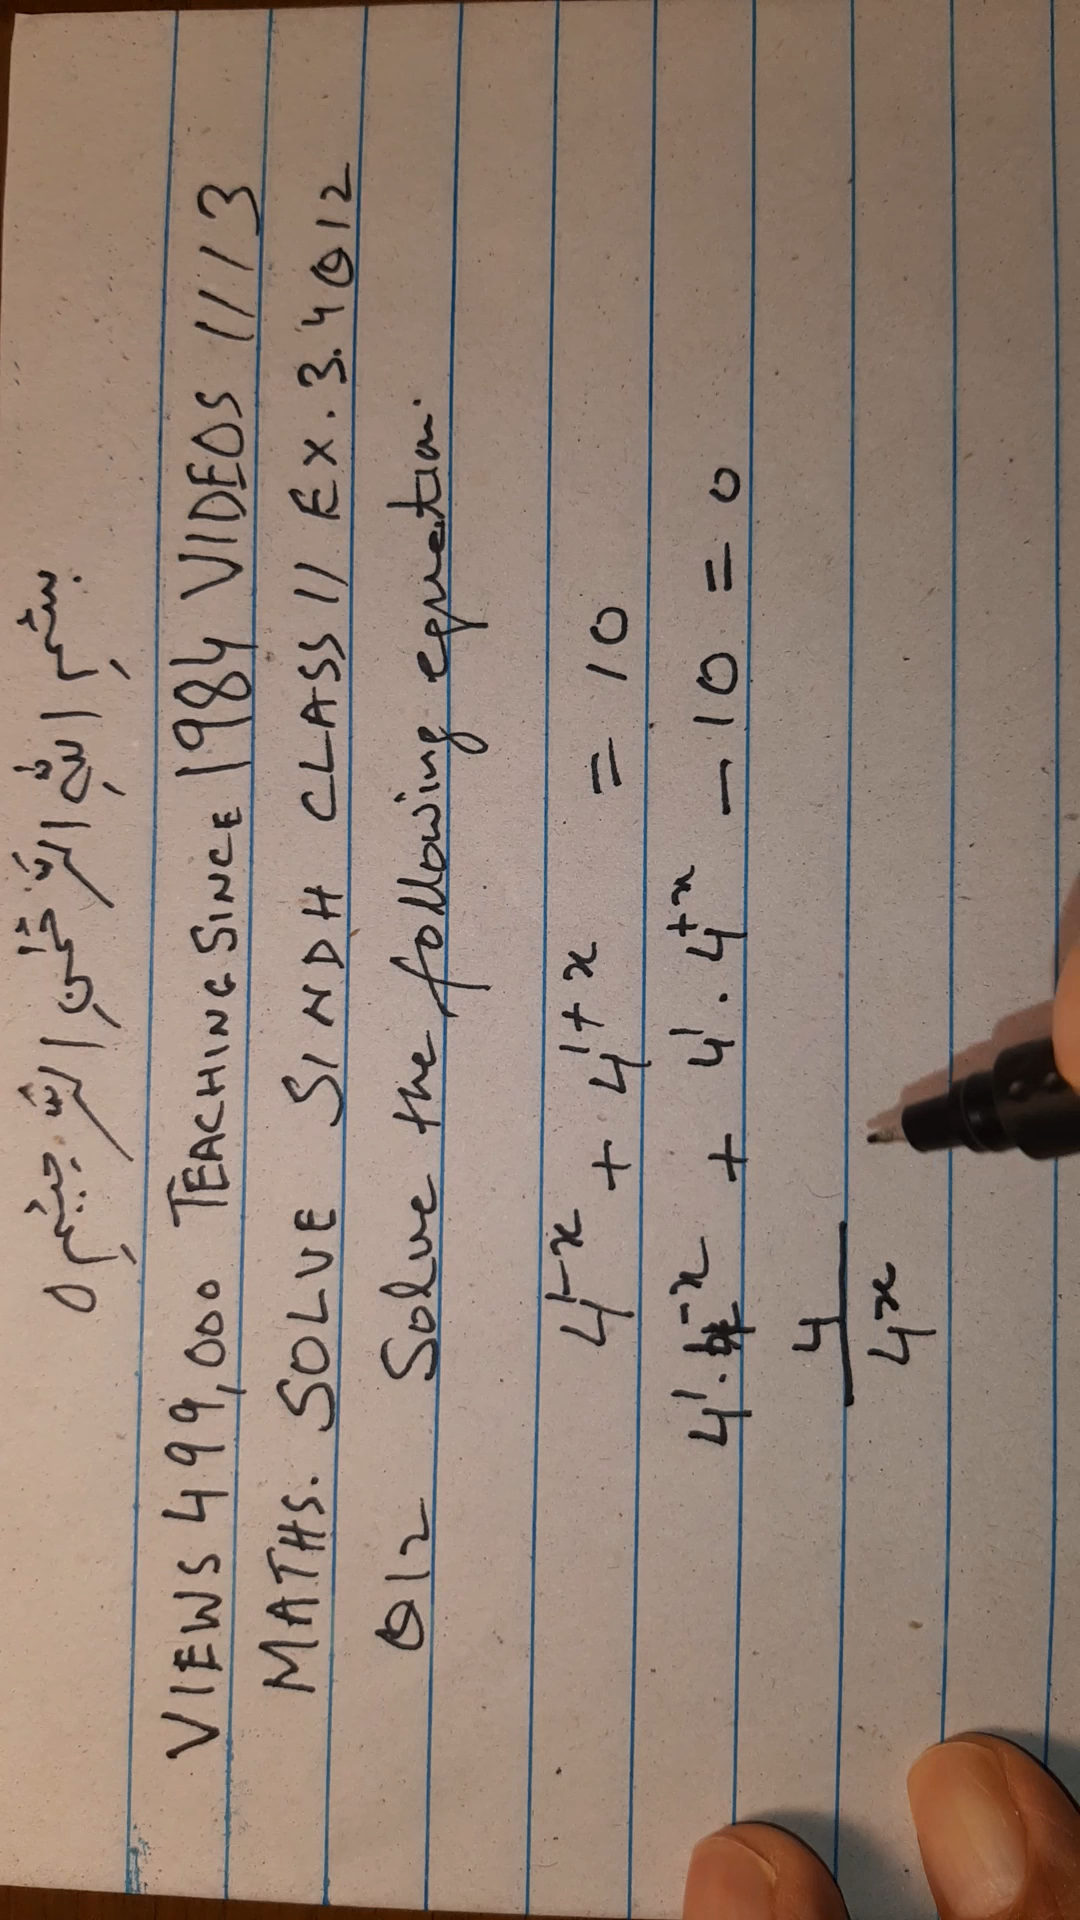 بسْمِ اللّٰهِ الرَّحْمٰنِ الرَّحِيْمِ ٥
VIEWS 499,000 TEACHING SINCE 1984 VIDEOS 1113
MATHS. SOLVE SINDH CLASS 11 EX. 3.4 Q12
Q12 Solve the following equation.
4^{1-x} + 4^{1+x} = 10
4^1 . 4^{-x} + 4^1 . 4^{+x} - 10 = 0
4
4^x